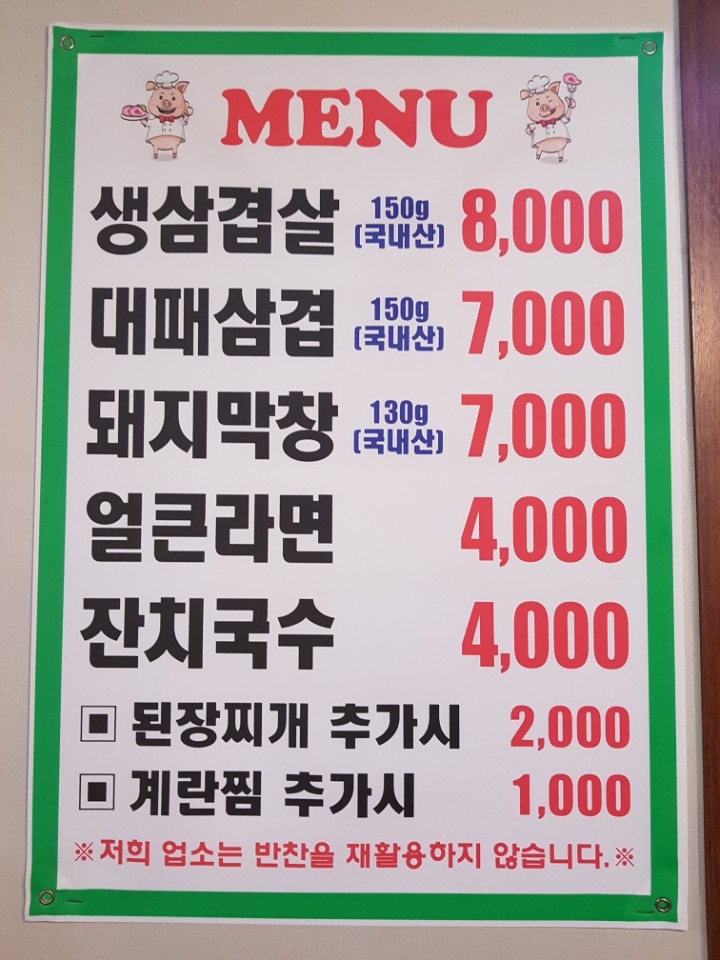 MENU
생삼겹살 150g (국내산) 8,000
대패삼겹 150g (국내산) 7,000
돼지막창 130g (국내산) 7,000
얼큰라면 4,000
잔치국수 4,000
▣ 된장찌개 추가시 2,000
▣ 계란찜 추가시 1,000
※저희 업소는 반찬을 재활용하지 않습니다.※